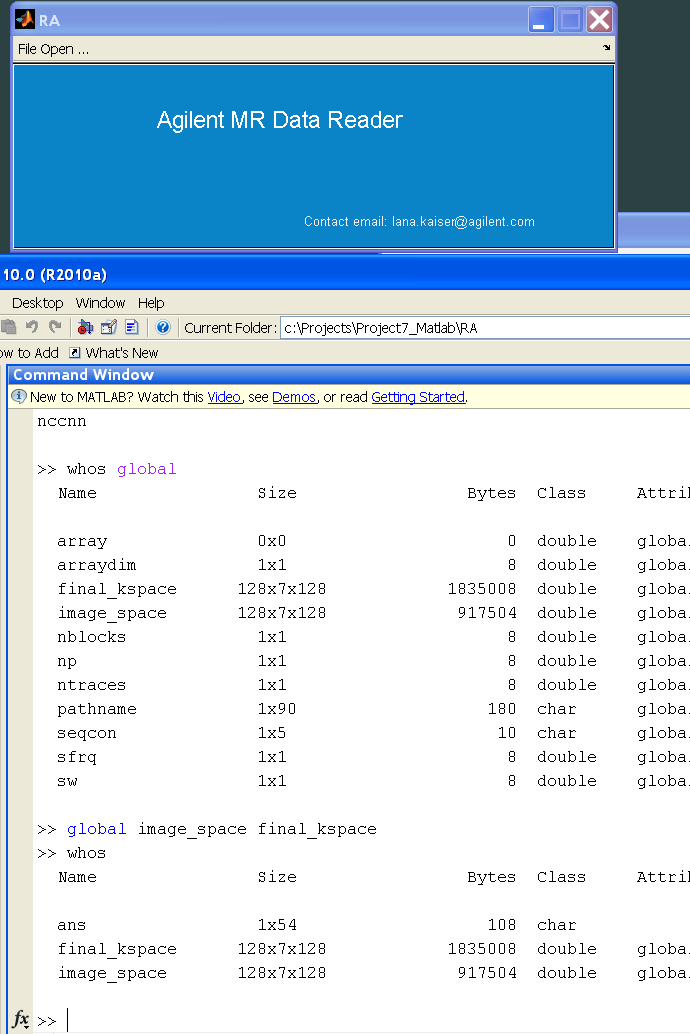 RA
File Open ...
Agilent MR Data Reader
Contact email: lana.kaiser@agilent.com
10.0 (R2010a)
Desktop Window Help
Current Folder: c:\Projects\Project7_Matlab\RA
ow to Add What's New
Command Window
New to MATLAB? Watch this Video, see Demos, or read Getting Started.
nccnn
>> whos global
Name Size Bytes Class Attri
array 0x0 0 double globa
arraydim 1x1 8 double globa
final_kspace 128x7x128 1835008 double globa
image_space 128x7x128 917504 double globa
nblocks 1x1 8 double globa
np 1x1 8 double globa
ntraces 1x1 8 double globa
pathname 1x90 180 char globa
seqcon 1x5 10 char globa
sfrq 1x1 8 double globa
sw 1x1 8 double globa
>> global image_space final_kspace
>> whos
Name Size Bytes Class Attri
ans 1x54 108 char
final_kspace 128x7x128 1835008 double globa
image_space 128x7x128 917504 double globa
fx >>